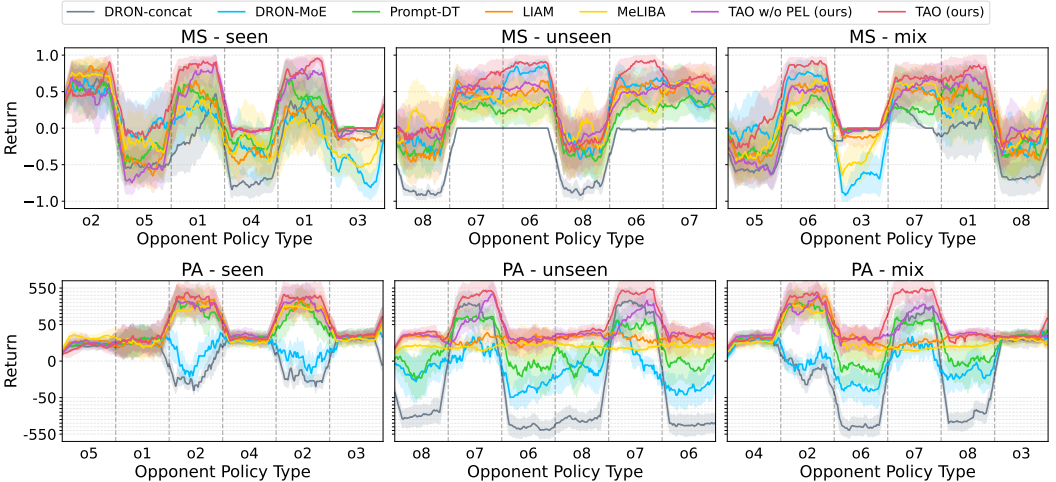 DRON-concat DRON-MoE Prompt-DT LIAM MeLIBA TAO w/o PEL (ours) TAO (ours)
MS - seen MS - unseen MS - mix
1.0
0.5
0.0
−0.5
−1.0
Return
o2 o5 o1 o4 o1 o3 o8 o7 o6 o8 o6 o7 o5 o6 o3 o7 o1 o8
Opponent Policy Type Opponent Policy Type Opponent Policy Type
PA - seen PA - unseen PA - mix
550
50
0
-50
-550
Return
o5 o1 o2 o4 o2 o3 o8 o7 o6 o8 o7 o6 o4 o2 o6 o7 o8 o3
Opponent Policy Type Opponent Policy Type Opponent Policy Type